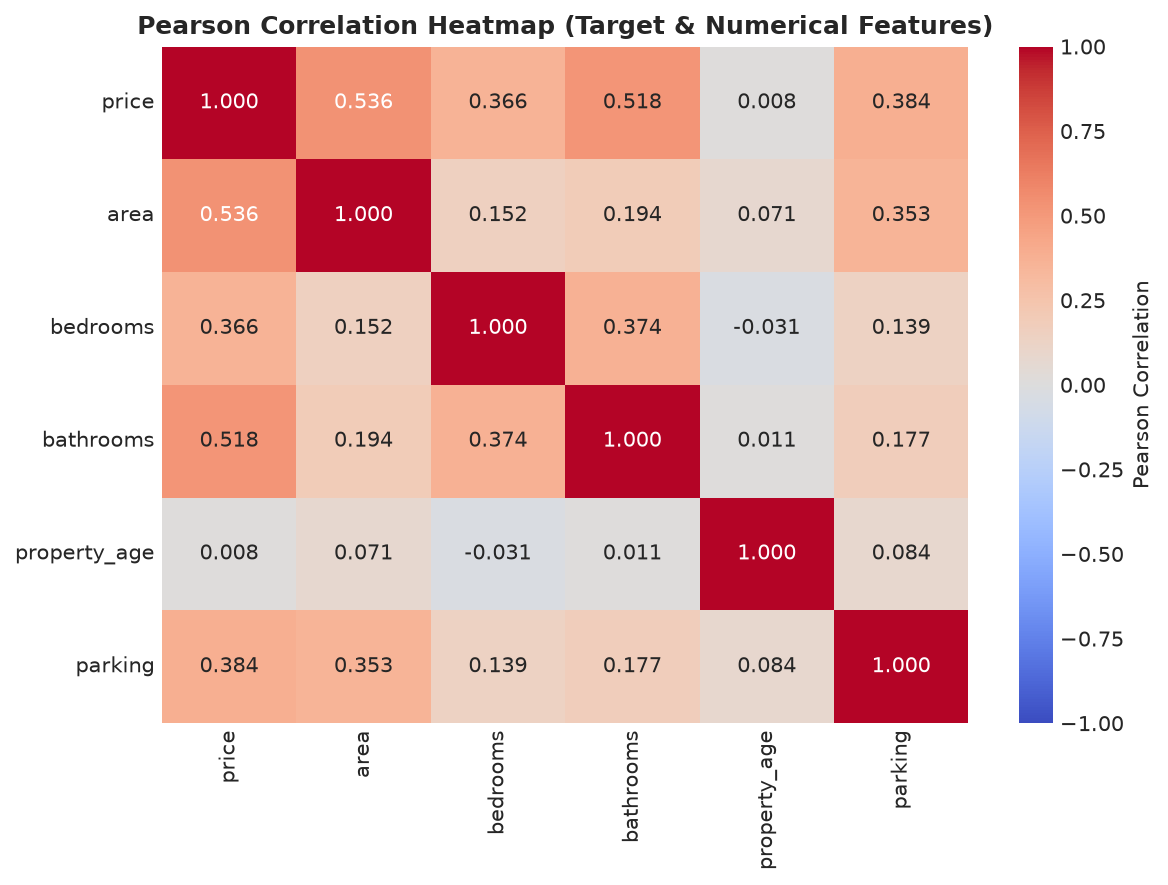 Pearson Correlation Heatmap (Target & Numerical Features)
price 1.000 0.536 0.366 0.518 0.008 0.384
area 0.536 1.000 0.152 0.194 0.071 0.353
bedrooms 0.366 0.152 1.000 0.374 -0.031 0.139
bathrooms 0.518 0.194 0.374 1.000 0.011 0.177
property_age 0.008 0.071 -0.031 0.011 1.000 0.084
parking 0.384 0.353 0.139 0.177 0.084 1.000
price area bedrooms bathrooms property_age parking
1.00
0.75
0.50
0.25
0.00
−0.25
−0.50
−0.75
−1.00
Pearson Correlation